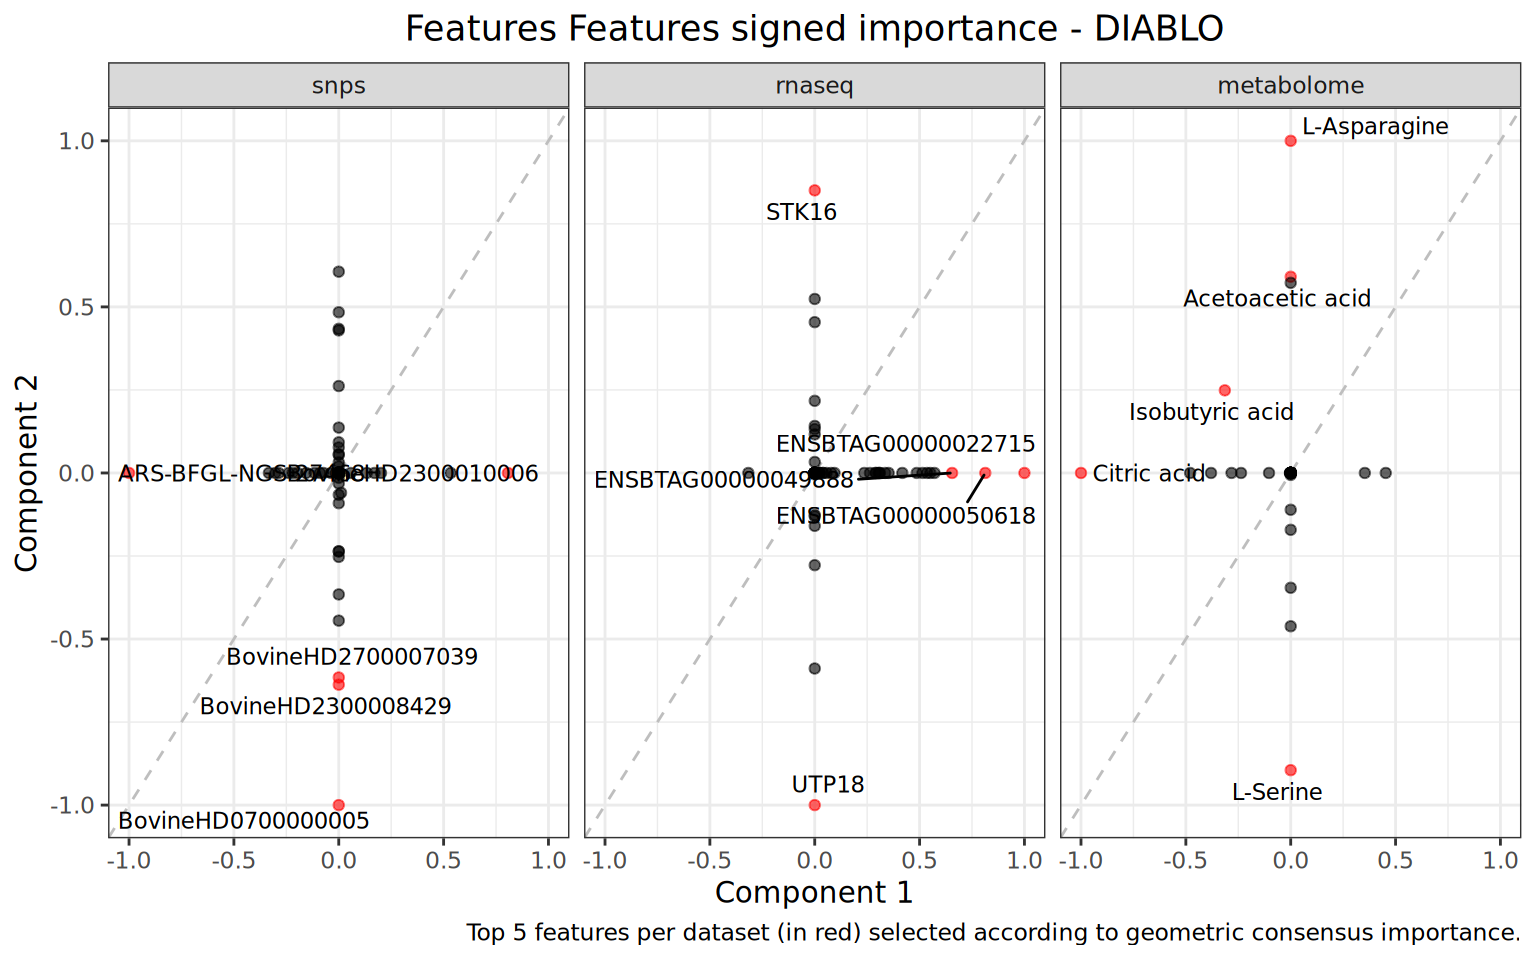 Features Features signed importance - DIABLO
snps
rnaseq
metabolome
Component 2
1.0
0.5
0.0
-0.5
-1.0
BovineHD2300010006
BovineHD2700007039
BovineHD2300008429
BovineHD0700000005
STK16
ENSBTAG00000022715
ENSBTAG00000049888
ENSBTAG00000050618
UTP18
L-Asparagine
Acetoacetic acid
Isobutyric acid
Citric acid
L-Serine
-1.0 -0.5 0.0 0.5 1.0
-1.0 -0.5 0.0 0.5 1.0
-1.0 -0.5 0.0 0.5 1.0
Component 1
Top 5 features per dataset (in red) selected according to geometric consensus importance.